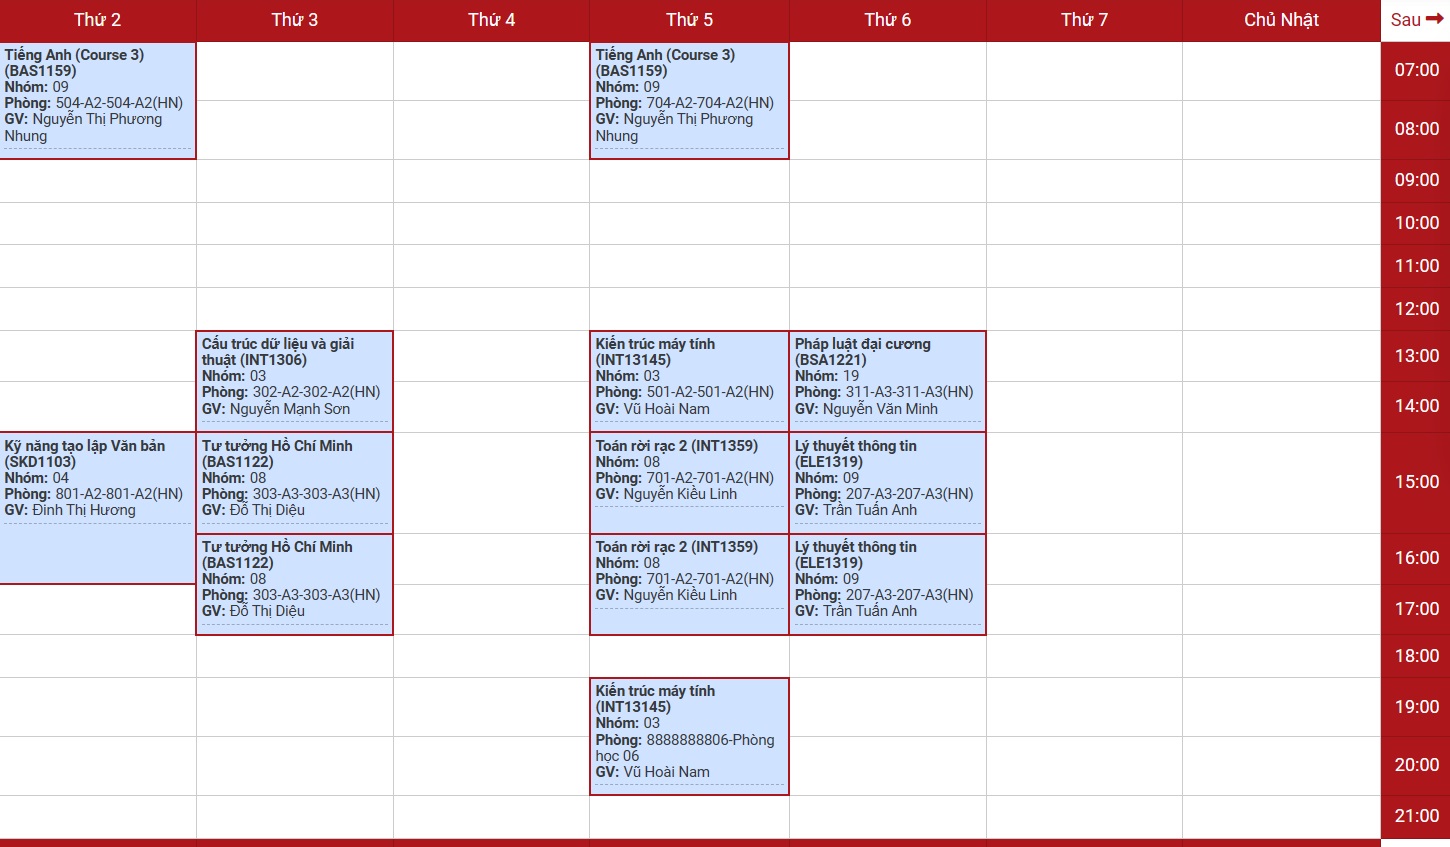 Thứ 2
Thứ 3
Thứ 4
Thứ 5
Thứ 6
Thứ 7
Chủ Nhật
Sau
Tiếng Anh (Course 3)
(BAS1159)
Nhóm: 09
Phòng: 504-A2-504-A2(HN)
GV: Nguyễn Thị Phương
Nhung
Tiếng Anh (Course 3)
(BAS1159)
Nhóm: 09
Phòng: 704-A2-704-A2(HN)
GV: Nguyễn Thị Phương
Nhung
07:00
08:00
09:00
10:00
11:00
12:00
Cấu trúc dữ liệu và giải
thuật (INT1306)
Nhóm: 03
Phòng: 302-A2-302-A2(HN)
GV: Nguyễn Mạnh Sơn
Kiến trúc máy tính
(INT13145)
Nhóm: 03
Phòng: 501-A2-501-A2(HN)
GV: Vũ Hoài Nam
Pháp luật đại cương
(BSA1221)
Nhóm: 19
Phòng: 311-A3-311-A3(HN)
GV: Nguyễn Văn Minh
13:00
14:00
Kỹ năng tạo lập Văn bản
(SKD1103)
Nhóm: 04
Phòng: 801-A2-801-A2(HN)
GV: Đinh Thị Hương
Tư tưởng Hồ Chí Minh
(BAS1122)
Nhóm: 08
Phòng: 303-A3-303-A3(HN)
GV: Đỗ Thị Diệu
Toán rời rạc 2 (INT1359)
Nhóm: 08
Phòng: 701-A2-701-A2(HN)
GV: Nguyễn Kiều Linh
Lý thuyết thông tin
(ELE1319)
Nhóm: 09
Phòng: 207-A3-207-A3(HN)
GV: Trần Tuấn Anh
15:00
Tư tưởng Hồ Chí Minh
(BAS1122)
Nhóm: 08
Phòng: 303-A3-303-A3(HN)
GV: Đỗ Thị Diệu
Toán rời rạc 2 (INT1359)
Nhóm: 08
Phòng: 701-A2-701-A2(HN)
GV: Nguyễn Kiều Linh
Lý thuyết thông tin
(ELE1319)
Nhóm: 09
Phòng: 207-A3-207-A3(HN)
GV: Trần Tuấn Anh
16:00
17:00
18:00
Kiến trúc máy tính
(INT13145)
Nhóm: 03
Phòng: 8888888806-Phòng
học 06
GV: Vũ Hoài Nam
19:00
20:00
21:00